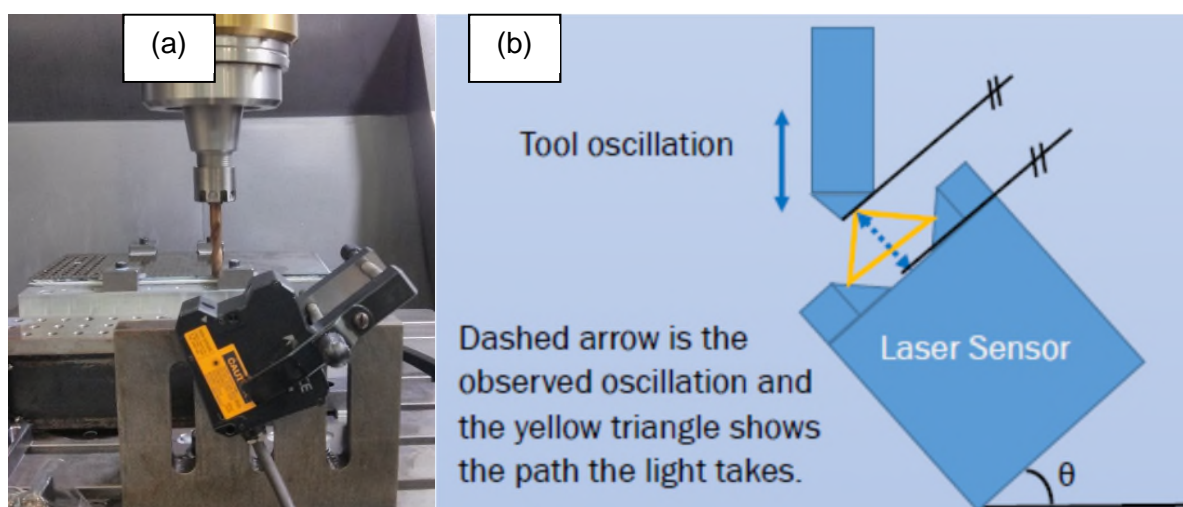 (a)
CAUT
(b)
Tool oscillation
Dashed arrow is the
observed oscillation and
the yellow triangle shows
the path the light takes.
Laser Sensor
θ